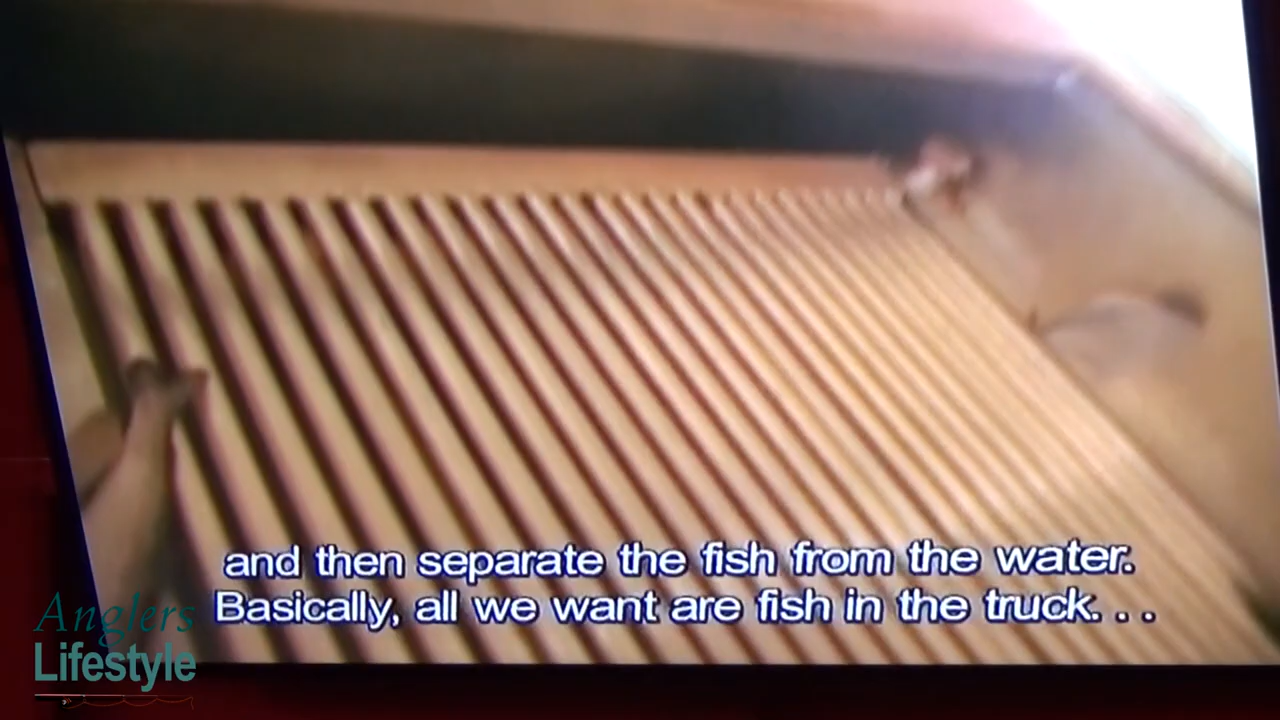 and then separate the fish from the water.
Basically, all we want are fish in the truck. . .
Anglers
Lifestyle